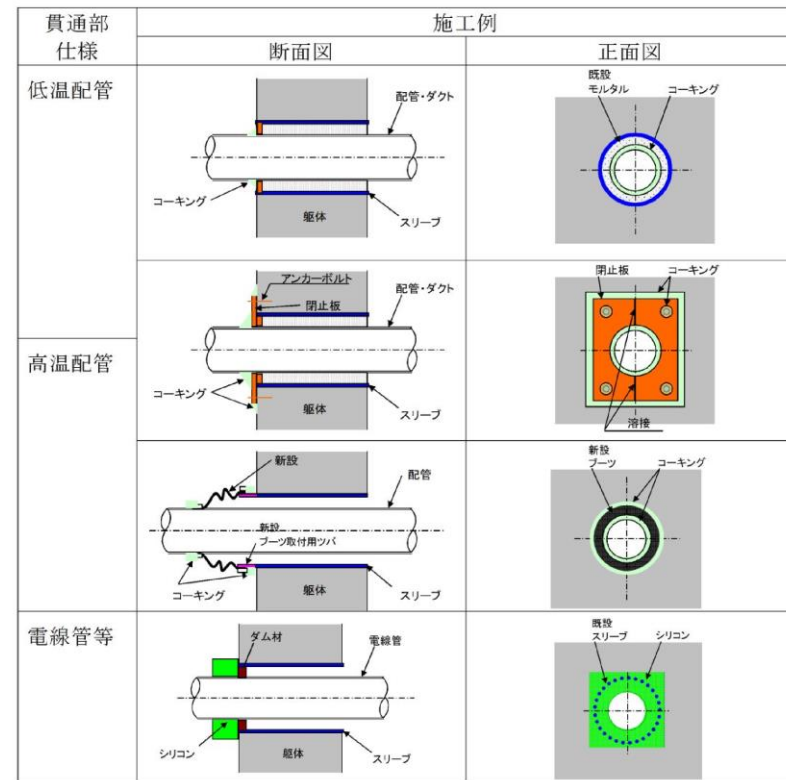 貫通部
仕様
施工例
断面図
正面図
低温配管
配管・ダクト
コーキング
スリーブ
躯体
既設
モルタル
コーキング
アンカーボルト
閉止板
配管・ダクト
コーキング
スリーブ
躯体
閉止板
コーキング
溶接
高温配管
新設
配管
新設
ブーツ取付用ツバ
コーキング
スリーブ
躯体
新設
ブーツ
コーキング
電線管等
ダム材
電線管
シリコン
スリーブ
躯体
既設
スリーブ
シリコン